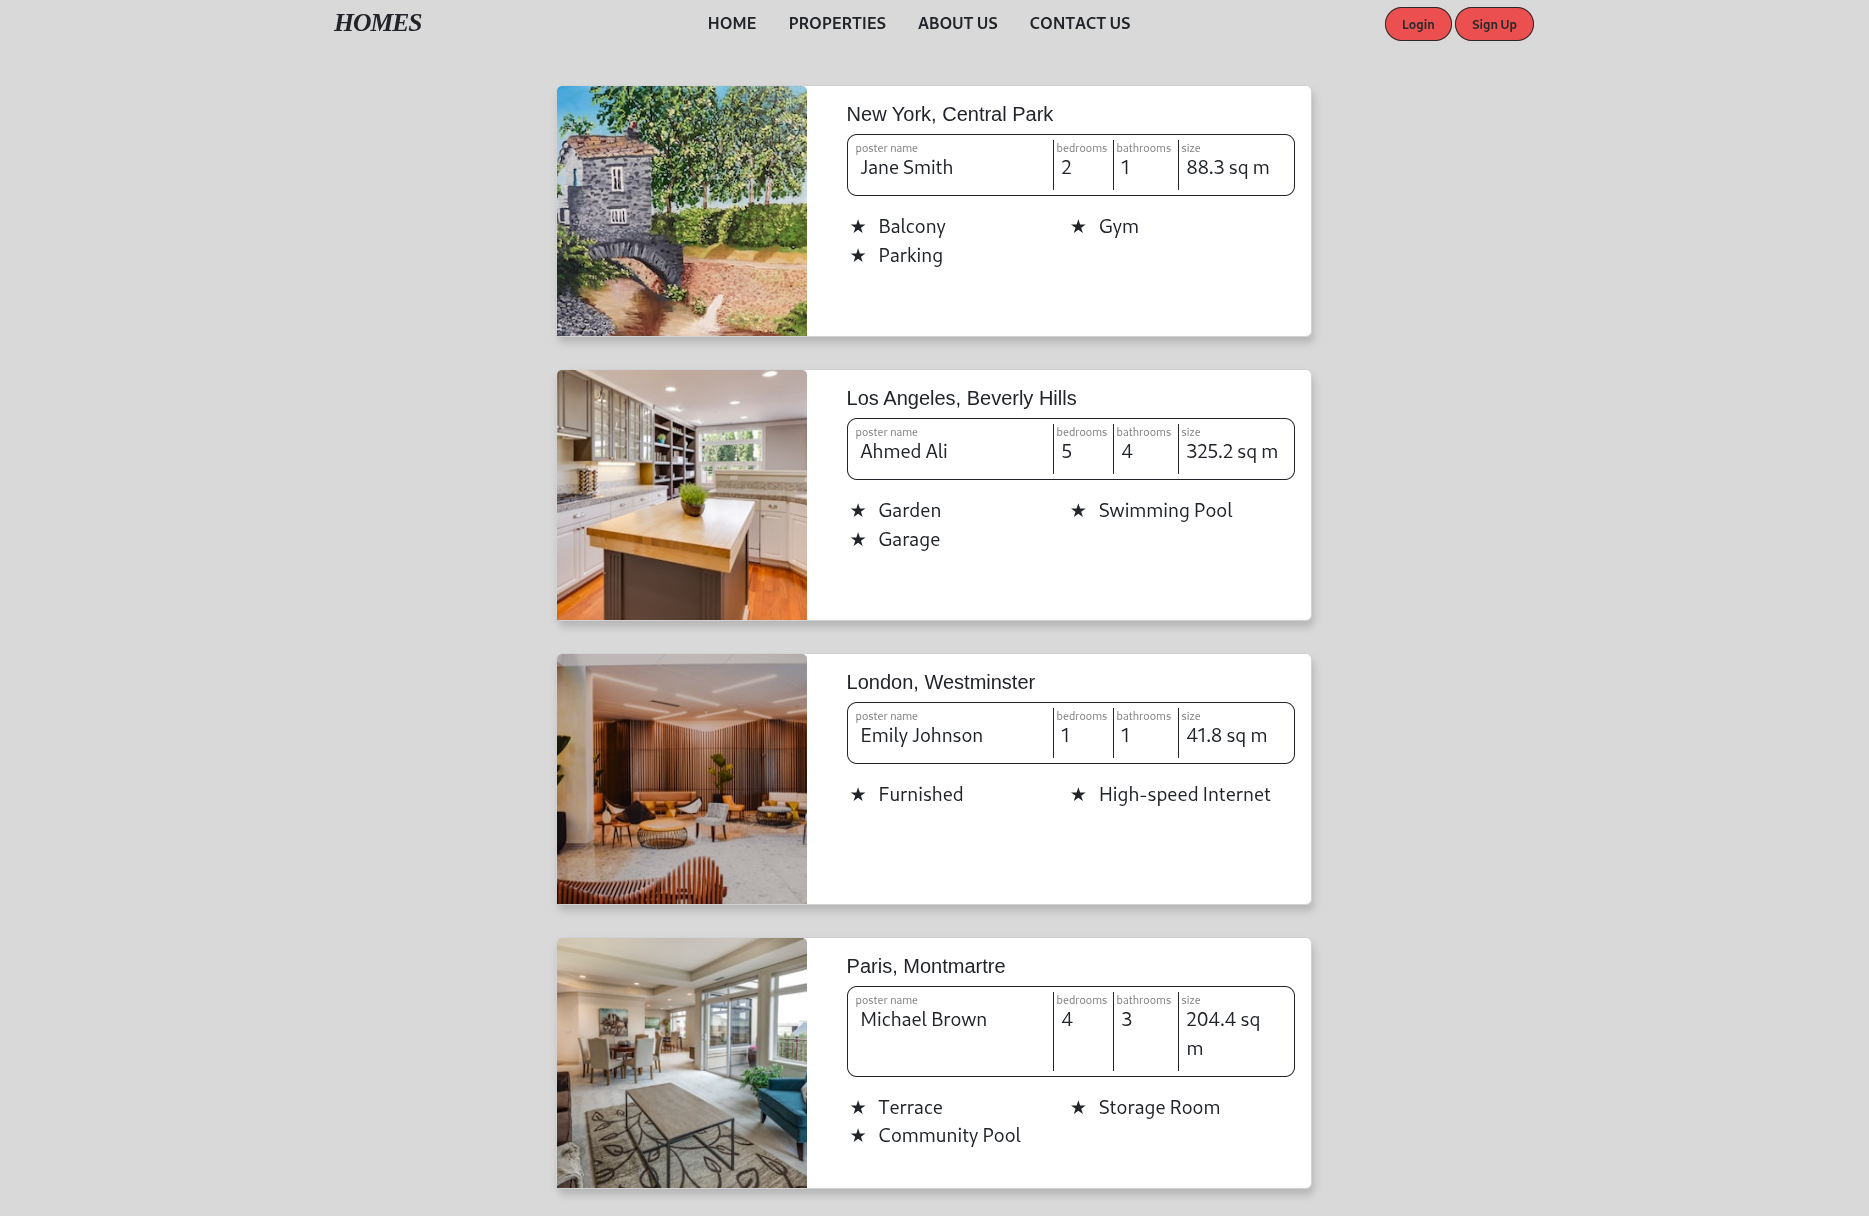 HOMES
HOME PROPERTIES ABOUT US CONTACT US
Login Sign Up
New York, Central Park
poster name bedrooms bathrooms size
Jane Smith 2 1 88.3 sq m
★ Balcony ★ Gym
★ Parking
Los Angeles, Beverly Hills
poster name bedrooms bathrooms size
Ahmed Ali 5 4 325.2 sq m
★ Garden ★ Swimming Pool
★ Garage
London, Westminster
poster name bedrooms bathrooms size
Emily Johnson 1 1 41.8 sq m
★ Furnished ★ High-speed Internet
Paris, Montmartre
poster name bedrooms bathrooms size
Michael Brown 4 3 204.4 sq
m
★ Terrace ★ Storage Room
★ Community Pool